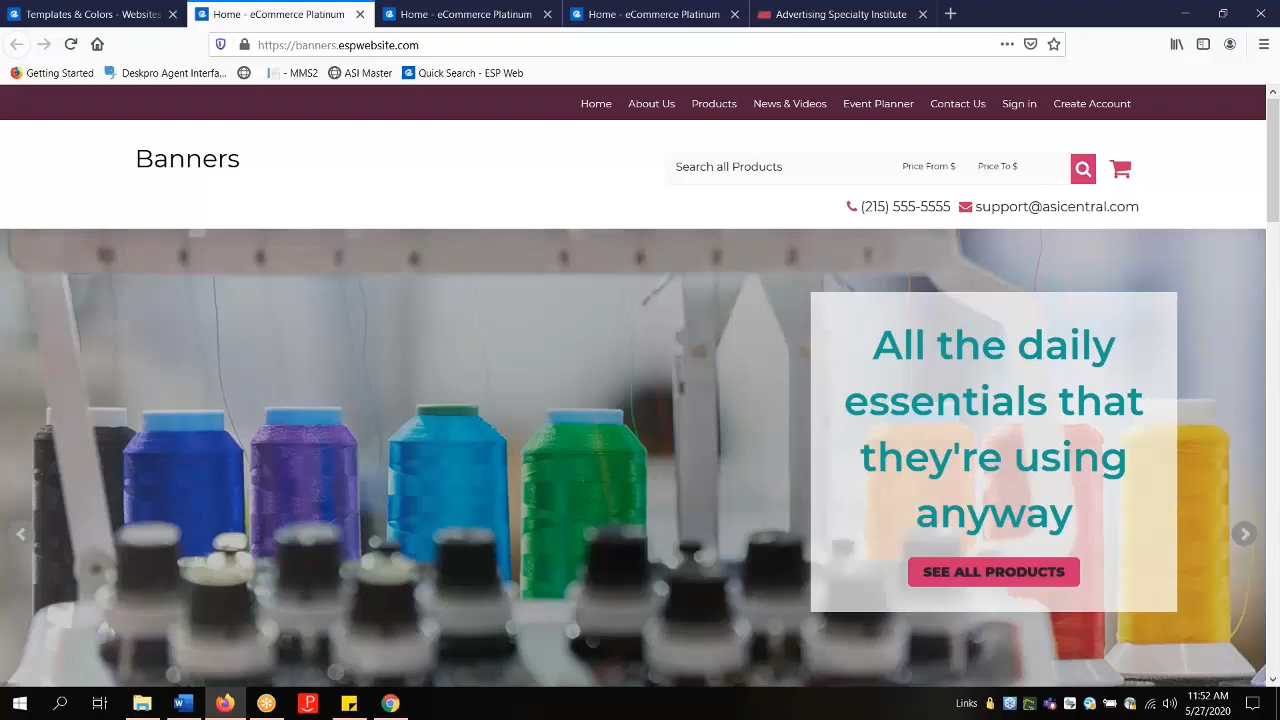 Templates & Colors - Websites
Home - eCommerce Platinum
Home - eCommerce Platinum
Home - eCommerce Platinum
Advertising Specialty Institute
https://banners.espwebsite.com
Getting Started
Deskpro Agent Interfa...
- MMS2
ASI Master
Quick Search - ESP Web
Home
About Us
Products
News & Videos
Event Planner
Contact Us
Sign in
Create Account
Banners
Search all Products
Price From $
Price To $
(215) 555-5555
support@asicentral.com
All the daily
essentials that
they're using
anyway
SEE ALL PRODUCTS
Links
11:52 AM
5/27/2020